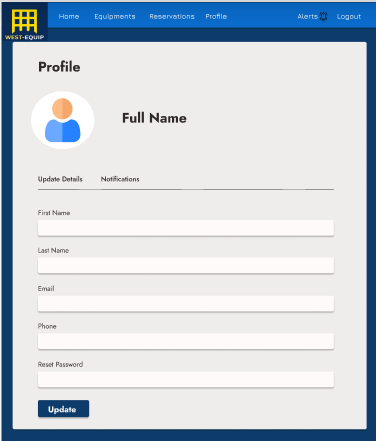 WEST-EQUIP
Home Equipments Reservations Profile Alerts Logout
Profile
Full Name
Update Details Notifications
First Name
Last Name
Email
Phone
Reset Password
Update